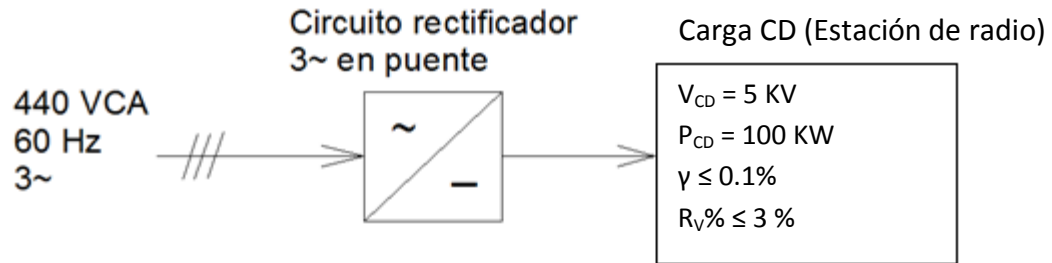 Circuito rectificador
3~ en puente
Carga CD (Estación de radio)
440 VCA
60 Hz
3~
~
–
V_CD = 5 KV
P_CD = 100 KW
γ ≤ 0.1%
R_V% ≤ 3 %